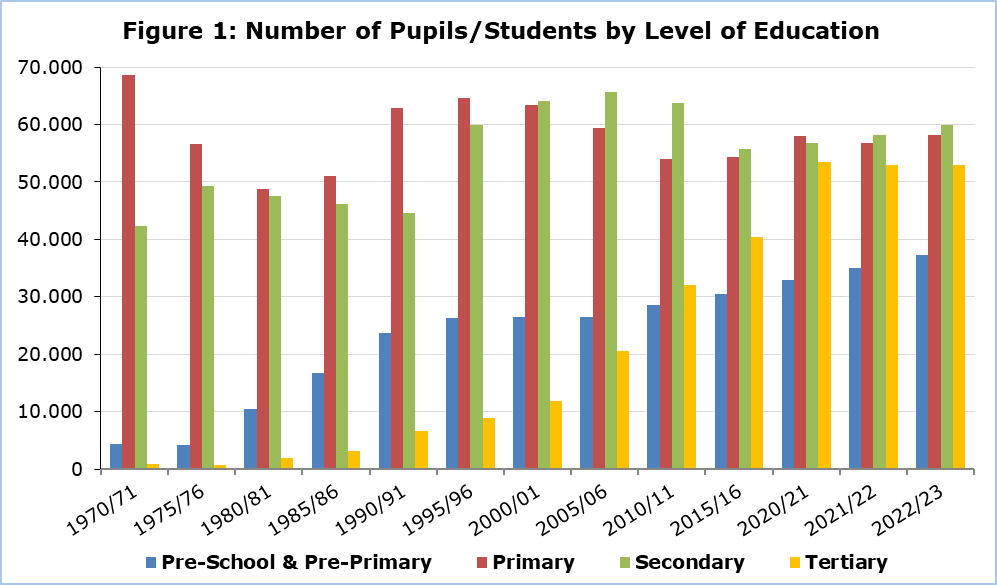 Figure 1: Number of Pupils/Students by Level of Education
70.000
60.000
50.000
40.000
30.000
20.000
10.000
0
1970/71 1975/76 1980/81 1985/86 1990/91 1995/96 2000/01 2005/06 2010/11 2015/16 2020/21 2021/22 2022/23
Pre-School & Pre-Primary Primary Secondary Tertiary